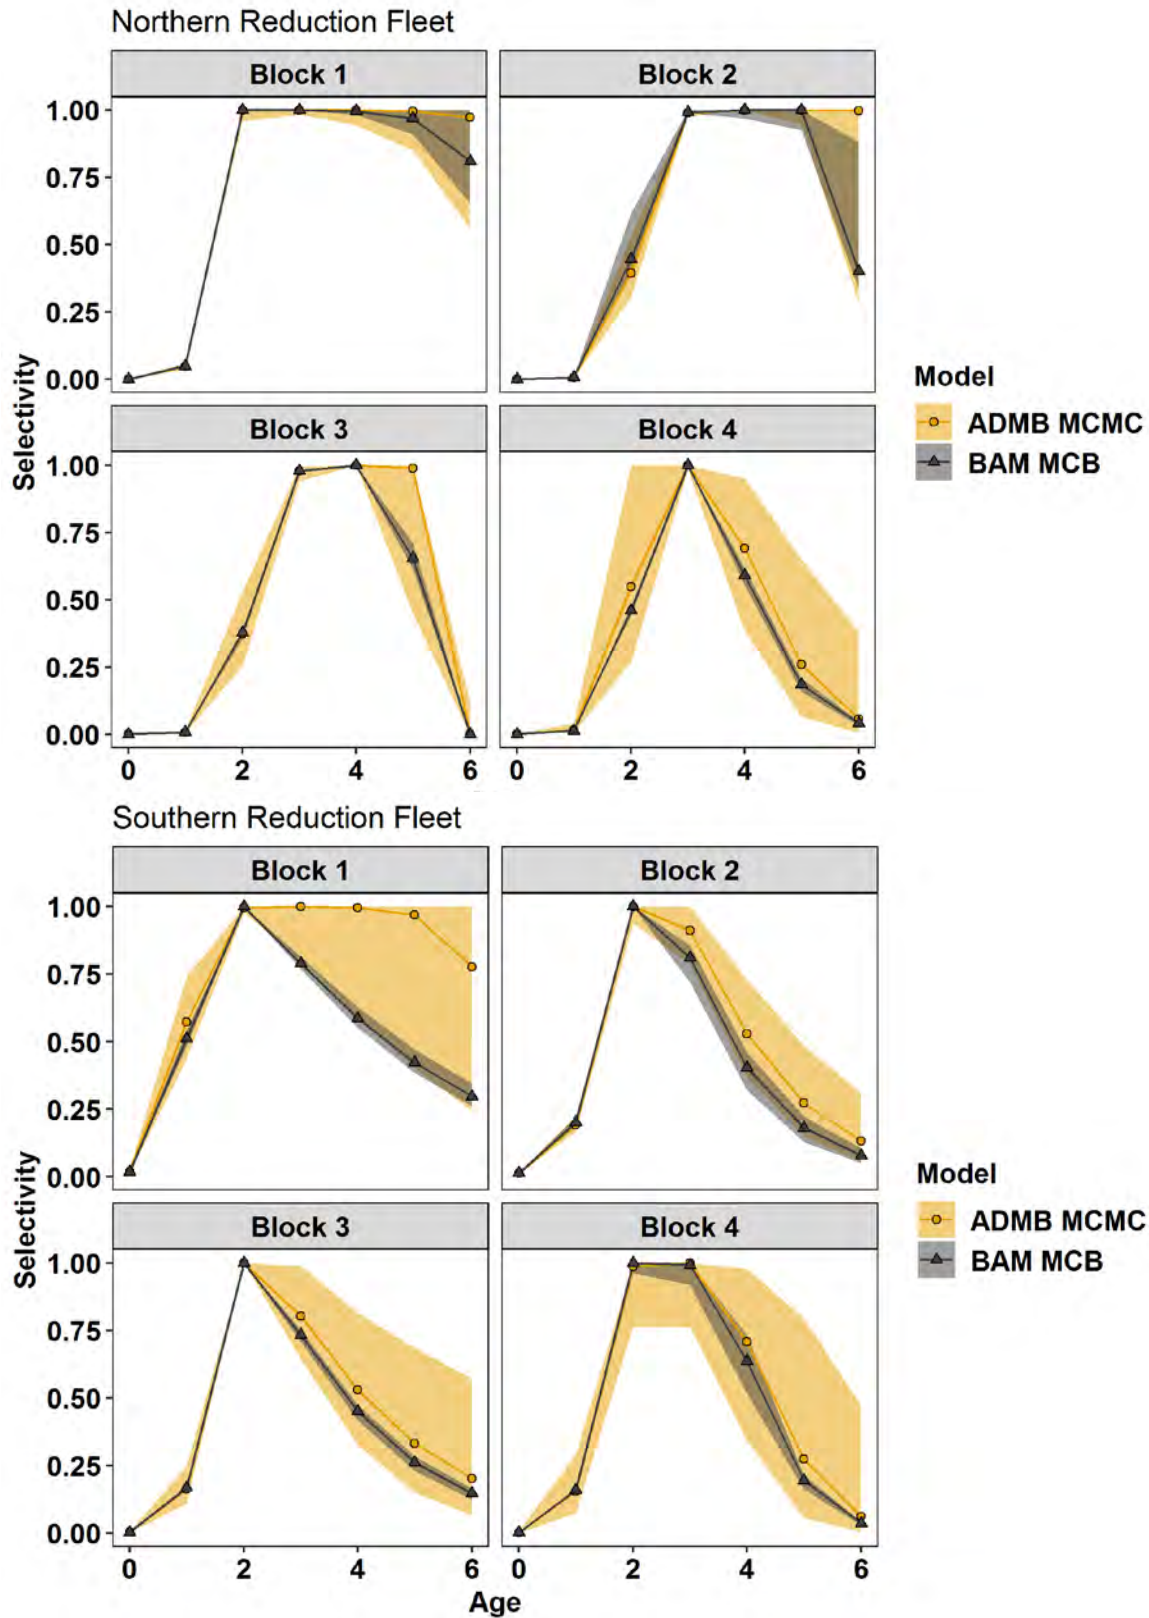 Northern Reduction Fleet
Block 1
Block 2
1.00
0.75
0.50
0.25
0.00
Block 3
Block 4
1.00
0.75
0.50
0.25
0.00
0 2 4 6
0 2 4 6
Selectivity
Model
ADMB MCMC
BAM MCB
Southern Reduction Fleet
Block 1
Block 2
1.00
0.75
0.50
0.25
0.00
Block 3
Block 4
1.00
0.75
0.50
0.25
0.00
0 2 4 6
0 2 4 6
Selectivity
Age
Model
ADMB MCMC
BAM MCB